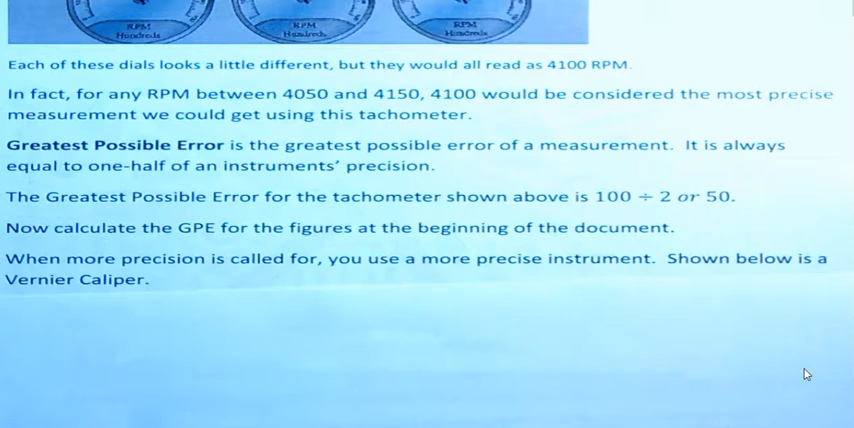 RPM RPM RPM
Hundreds Hundreds Hundreds
Each of these dials looks a little different, but they would all read as 4100 RPM.
In fact, for any RPM between 4050 and 4150, 4100 would be considered the most precise
measurement we could get using this tachometer.
Greatest Possible Error is the greatest possible error of a measurement. It is always
equal to one-half of an instruments’ precision.
The Greatest Possible Error for the tachometer shown above is 100 ÷ 2 or 50.
Now calculate the GPE for the figures at the beginning of the document.
When more precision is called for, you use a more precise instrument. Shown below is a
Vernier Caliper.